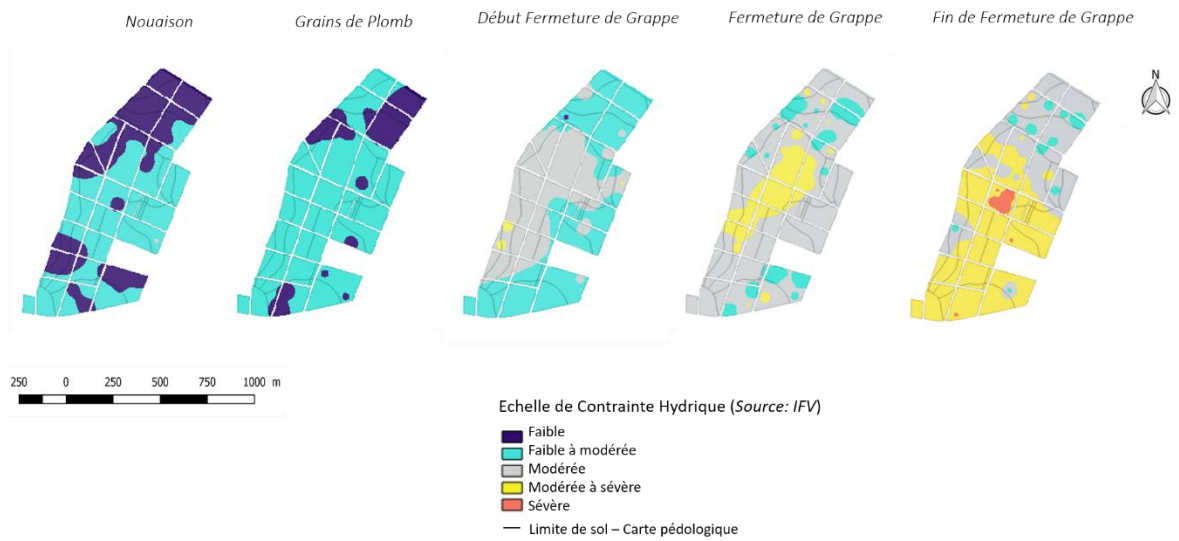 Nouaison
Grains de Plomb
Début Fermeture de Grappe
Fermeture de Grappe
Fin de Fermeture de Grappe
N
250 0 250 500 750 1000 m
Echelle de Contrainte Hydrique (Source: IFV)
Faible
Faible à modérée
Modérée
Modérée à sévère
Sévère
Limite de sol – Carte pédologique